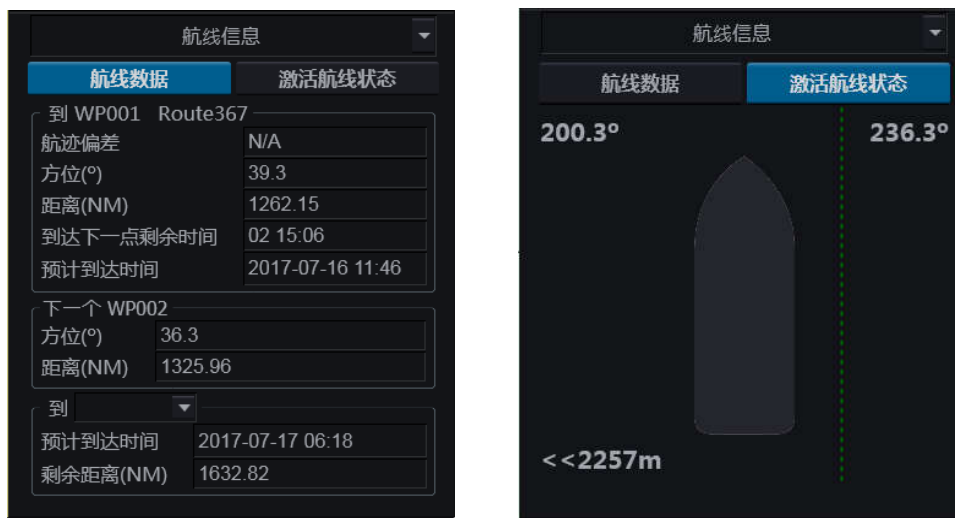 航线信息
航线数据 激活航线状态
到 WP001 Route367
航迹偏差 N/A
方位(º) 39.3
距离(NM) 1262.15
到达下一点剩余时间 02 15:06
预计到达时间 2017-07-16 11:46
下一个 WP002
方位(º) 36.3
距离(NM) 1325.96
到
预计到达时间 2017-07-17 06:18
剩余距离(NM) 1632.82
航线信息
航线数据 激活航线状态
200.3º 236.3º
<<2257m